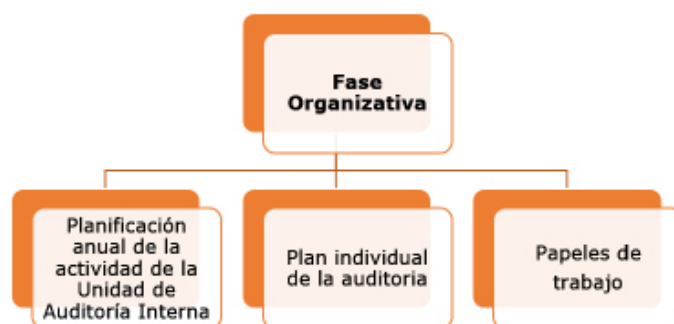 Fase
Organizativa
Planificación
anual de la
actividad de la
Unidad de
Auditoría Interna
Plan individual
de la auditoria
Papeles de
trabajo